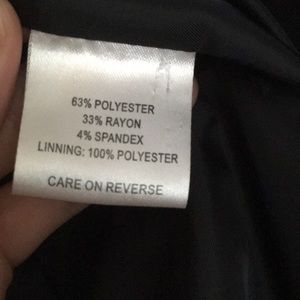 63% POLYESTER
33% RAYON
4% SPANDEX
LINNING: 100% POLYESTER
CARE ON REVERSE